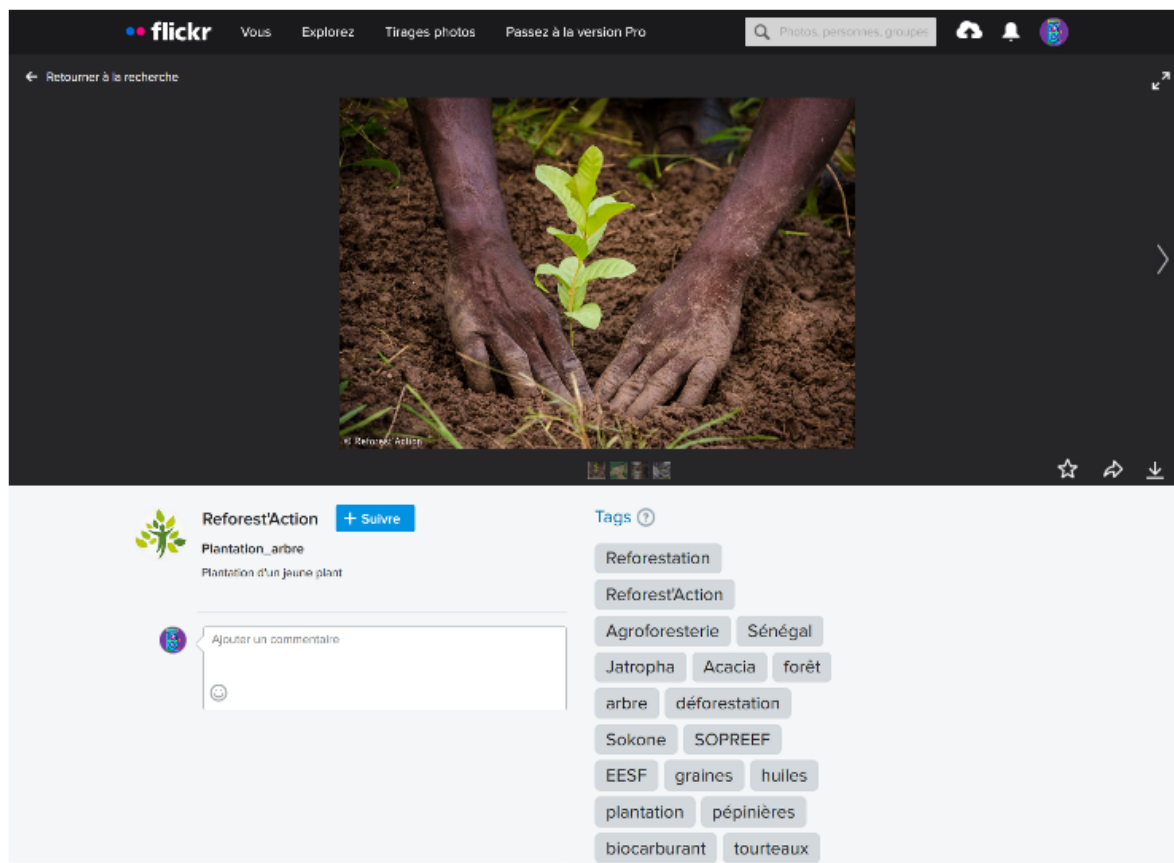 flickr Vous Explorez Tirages photos Passez à la version Pro Photos, personnes, groupes
Retourner à la recherche
© Reforest'Action
Reforest'Action + Suivre
Plantation_arbre
Plantation d'un jeune plant
Ajouter un commentaire
Tags ?
Reforestation
Reforest'Action
Agroforesterie Sénégal
Jatropha Acacia forêt
arbre déforestation
Sokone SOPREEF
EESF graines huiles
plantation pépinières
biocarburant tourteaux